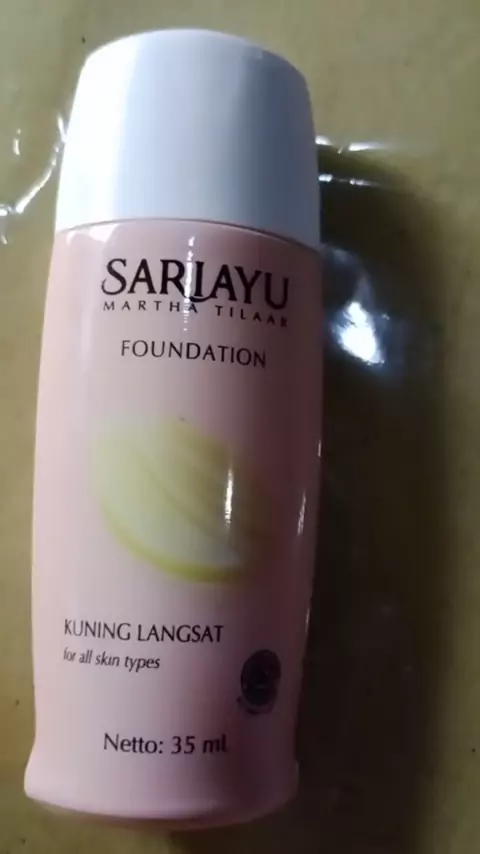 SARIAYU
MARTHA TILAAR
FOUNDATION
KUNING LANGSAT
for all skin types
Netto: 35 ml